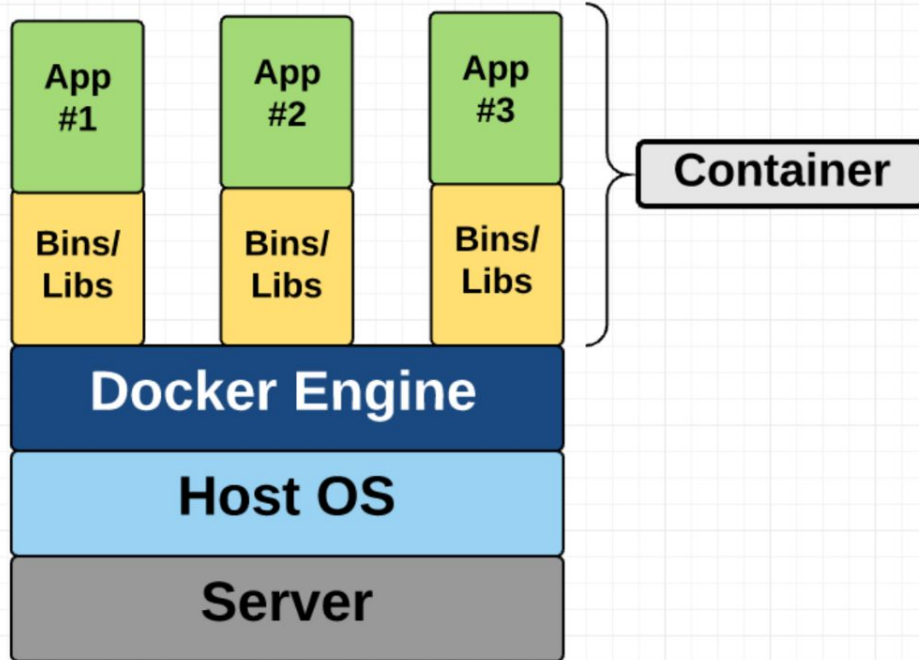 App
#1
App
#2
App
#3
Container
Bins/
Libs
Bins/
Libs
Bins/
Libs
Docker Engine
Host OS
Server